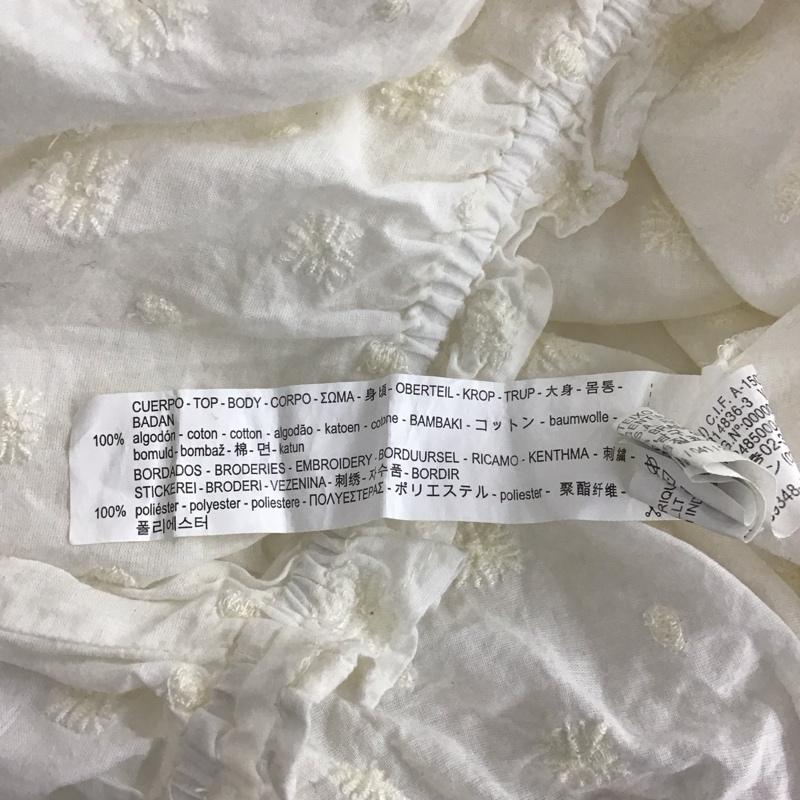 CUERPO - TOP - BODY - CORPO - ΣΩΜΑ - 身頃 - OBERTEIL - KROP - TRUP - 大身 - 몸통 -
BADAN
100% algodón - coton - cotton - algodão - katoen - cotone - BAMBAKI - コットン - baumwolle -
bomuld - bombaž - 棉 - 면 - katun
BORDADOS - BRODERIES - EMBROIDERY - BORDUURSEL - RICAMO - KENTHMA - 刺繍 -
STICKEREI - BRODERI - VEZENINA - 刺绣 - 자수품 - BORDIR
100% poliéster - polyester - poliestere - ΠΟΛΥΕΣΤΕΡΑΣ - ポリエステル - poliester - 聚酯纤维 -
폴리에스터
C.I.F. A-15